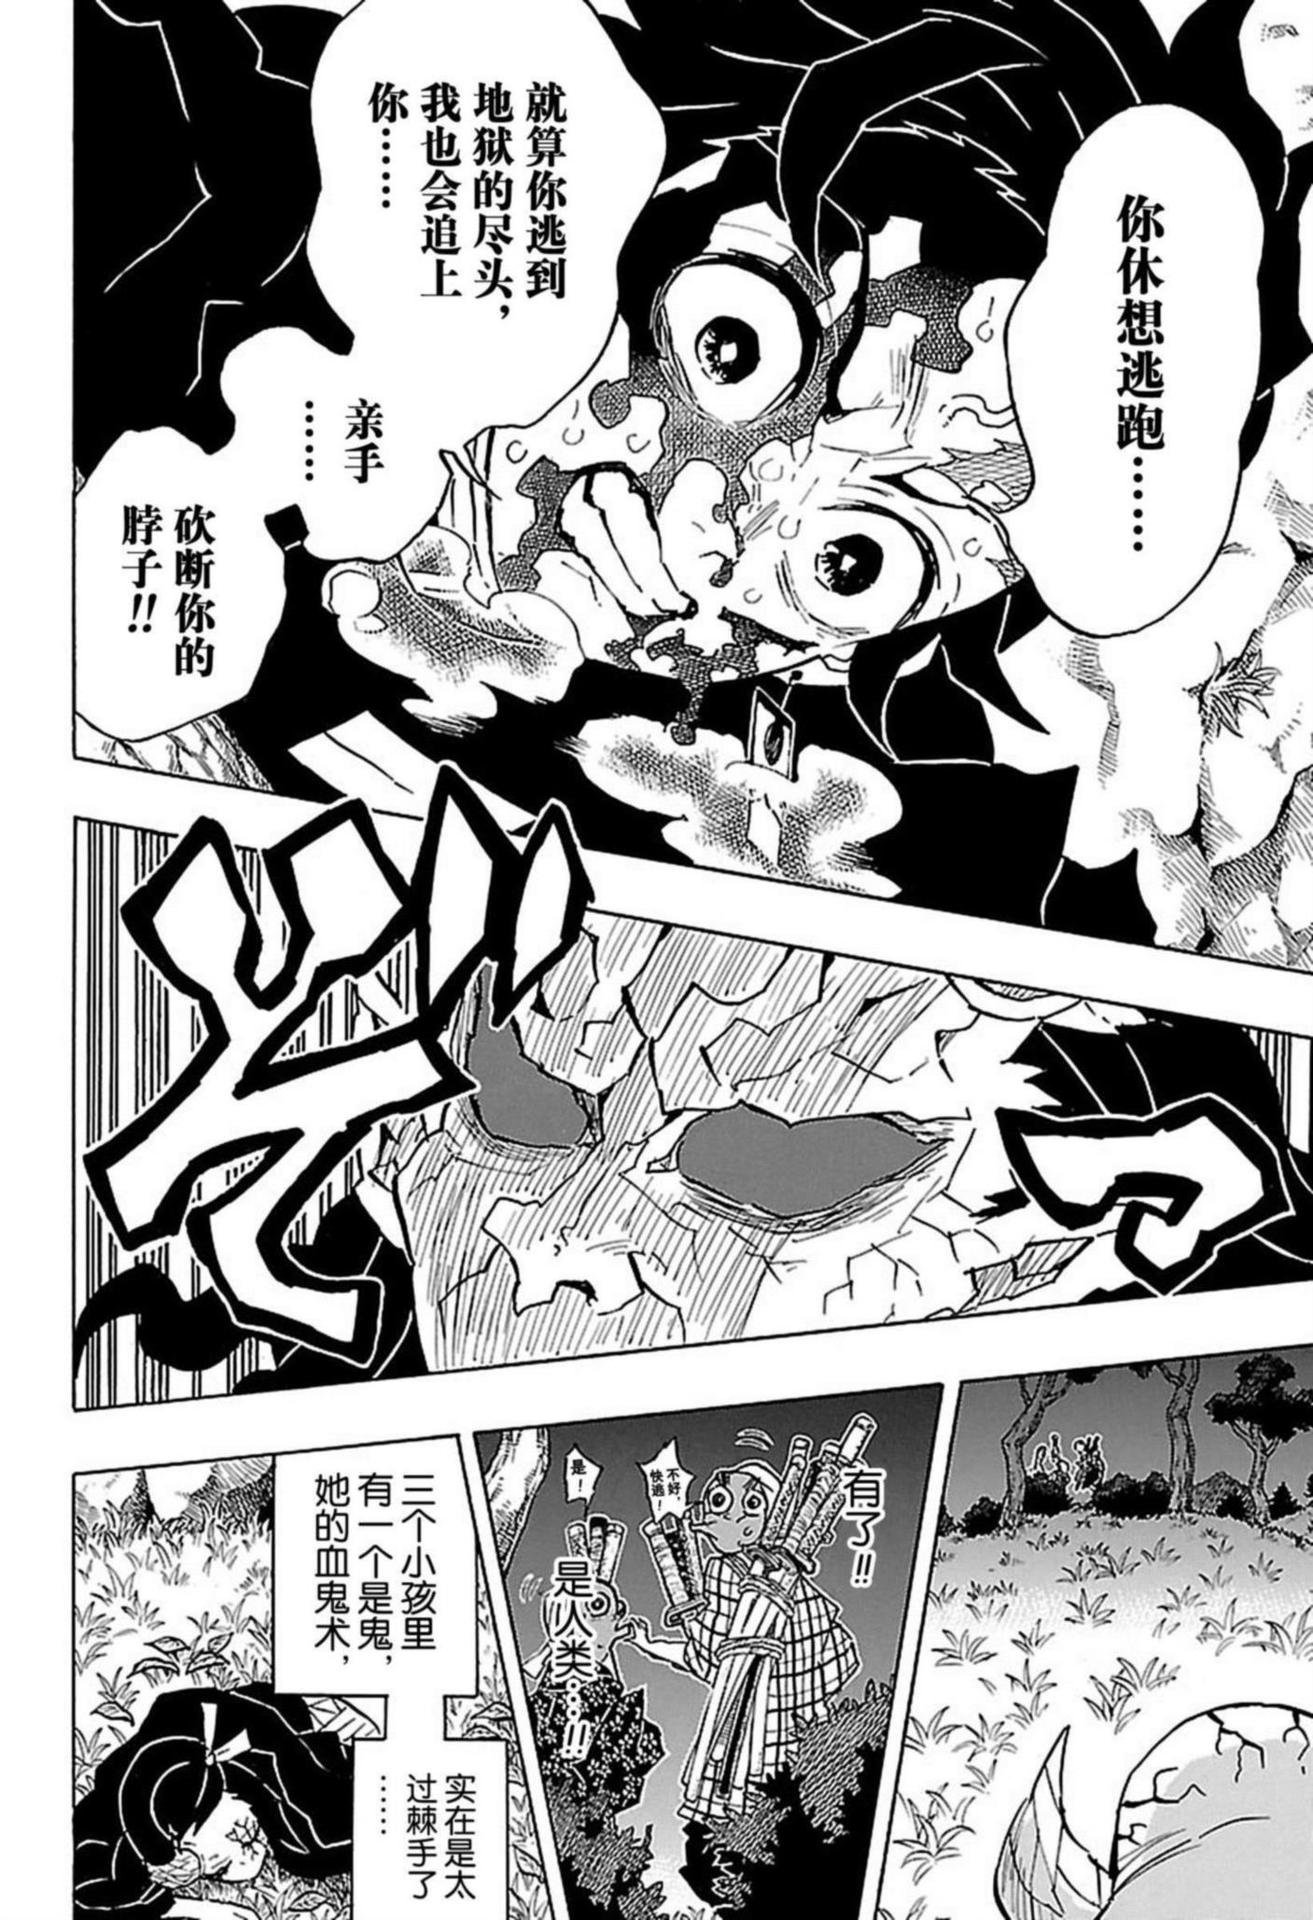 你休想逃跑……
就算你逃到
地狱的尽头，
我也会追上
你……
亲手
……
砍断你的
脖子!!
有了!!
不好，
快逃！
是！
是人类…!!
三个小孩里
有一个是鬼，
她的血鬼术，
实在是太
过棘手了
……